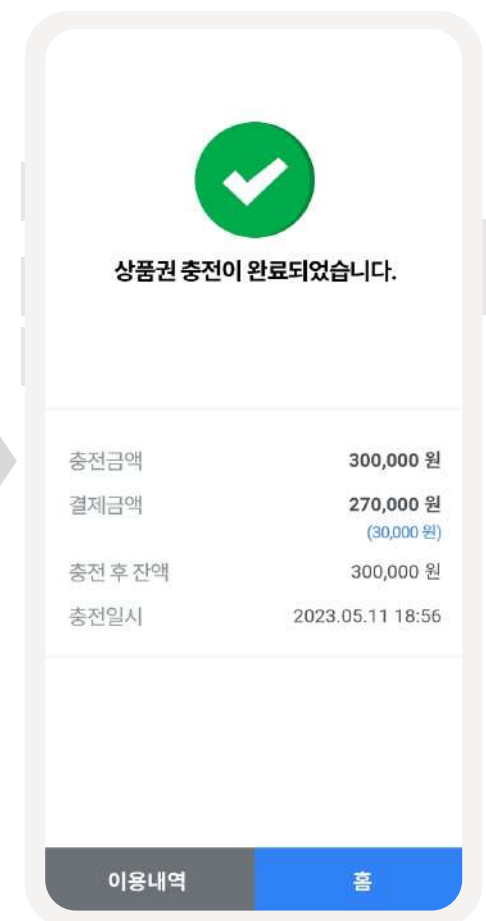 상품권 충전이 완료되었습니다.
충전금액 300,000 원
결제금액 270,000 원
(30,000 원)
충전 후 잔액 300,000 원
충전일시 2023.05.11 18:56
이용내역 홈